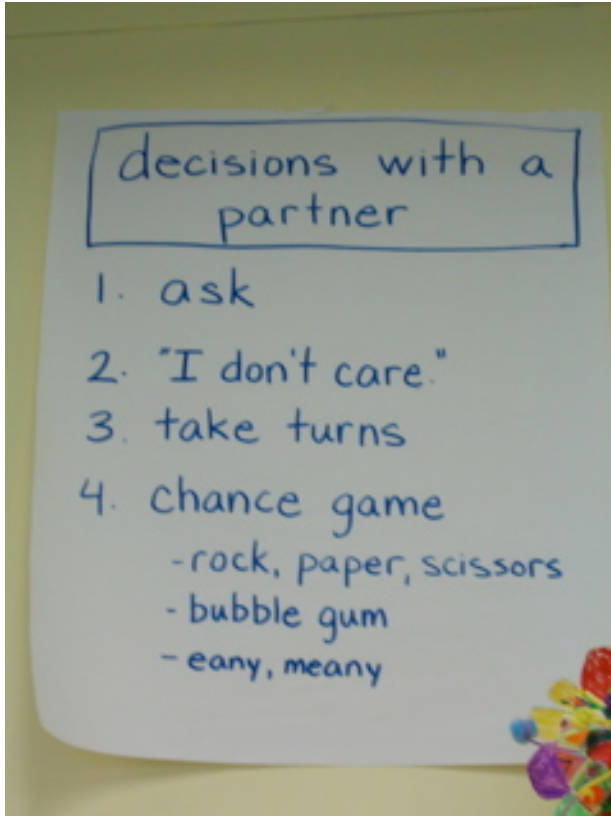 decisions with a
partner
1. ask
2. "I don't care."
3. take turns
4. chance game
- rock, paper, scissors
- bubble gum
- eany, meany